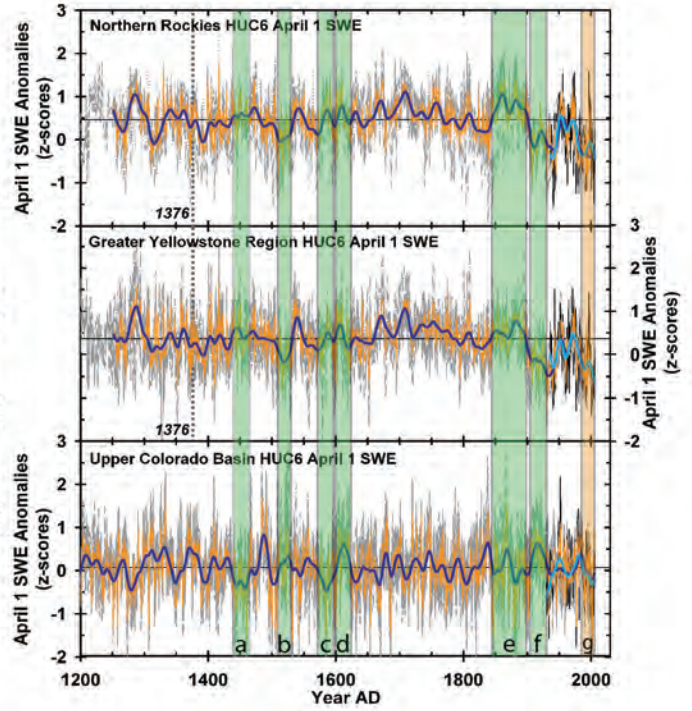 3
2
1
0
-1
-2
April 1 SWE Anomalies
(z-scores)
Northern Rockies HUC6 April 1 SWE
1376
3
2
1
0
-1
-2
April 1 SWE Anomalies
(z-scores)
Greater Yellowstone Region HUC6 April 1 SWE
1376
3
2
1
0
-1
-2
April 1 SWE Anomalies
(z-scores)
Upper Colorado Basin HUC6 April 1 SWE
a
b
c
d
e
f
g
1200
1400
1600
1800
2000
Year AD